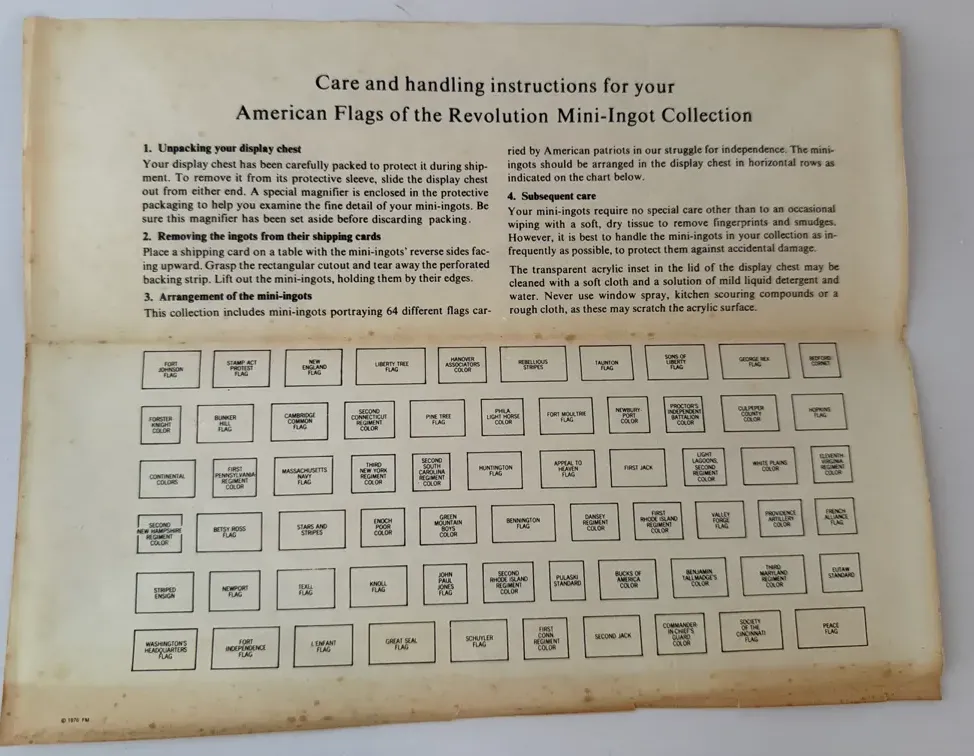 Care and handling instructions for your
American Flags of the Revolution Mini-Ingot Collection
1. Unpacking your display chest
Your display chest has been carefully packed to protect it during ship-
ment. To remove it from its protective sleeve, slide the display chest
out from either end. A special magnifier is enclosed in the protective
packaging to help you examine the fine detail of your mini-ingots. Be
sure this magnifier has been set aside before discarding packing.
2. Removing the ingots from their shipping cards
Place a shipping card on a table with the mini-ingots' reverse sides fac-
ing upward. Grasp the rectangular cutout and tear away the perforated
backing strip. Lift out the mini-ingots, holding them by their edges.
3. Arrangement of the mini-ingots
This collection includes mini-ingots portraying 64 different flags car-
ried by American patriots in our struggle for independence. The mini-
ingots should be arranged in the display chest in horizontal rows as
indicated on the chart below.
4. Subsequent care
Your mini-ingots require no special care other than to an occasional
wiping with a soft, dry tissue to remove fingerprints and smudges.
However, it is best to handle the mini-ingots in your collection as in-
frequently as possible, to protect them against accidental damage.
The transparent acrylic inset in the lid of the display chest may be
cleaned with a soft cloth and a solution of mild liquid detergent and
water. Never use window spray, kitchen scouring compounds or a
rough cloth, as these may scratch the acrylic surface.
FORT
JOHNSON
FLAG
STAMP ACT
PROTEST
FLAG
NEW
ENGLAND
FLAG
LIBERTY TREE
FLAG
HANOVER
ASSOCIATORS
COLOR
REBELLIOUS
STRIPES
TAUNTON
FLAG
SONS OF
LIBERTY
FLAG
GEORGE REX
FLAG
BEDFORD
CORNET
FORSTER
KNIGHT
COLOR
BUNKER
HILL
FLAG
CAMBRIDGE
COMMON
FLAG
SECOND
CONNECTICUT
REGIMENT
COLOR
PINE TREE
FLAG
PHILA
LIGHT HORSE
COLOR
FORT MOULTRIE
FLAG
NEWBURY
PORT
COLOR
PROCTOR'S
INDEPENDENT
BATTALION
COLOR
CULPEPER
COUNTY
COLOR
HOPKINS
FLAG
CONTINENTAL
COLORS
FIRST
PENNSYLVANIA
REGIMENT
COLOR
MASSACHUSETTS
NAVY
FLAG
THIRD
NEW YORK
REGIMENT
COLOR
SECOND
SOUTH
CAROLINA
REGIMENT
COLOR
HUNTINGTON
FLAG
APPEAL TO
HEAVEN
FLAG
FIRST JACK
LIGHT
LAGOONS,
SECOND
REGIMENT
COLOR
WHITE PLAINS
COLOR
ELEVENTH
VIRGINIA
REGIMENT
COLOR
SECOND
NEW HAMPSHIRE
REGIMENT
COLOR
BETSY ROSS
FLAG
STARS AND
STRIPES
ENOCH
POOR
COLOR
GREEN
MOUNTAIN
BOYS
COLOR
BENNINGTON
FLAG
DANSEY
REGIMENT
COLOR
FIRST
RHODE ISLAND
REGIMENT
COLOR
VALLEY
FORGE
FLAG
PROVIDENCE
ARTILLERY
COLOR
FRENCH
ALLIANCE
FLAG
STRIPED
ENSIGN
NEWPORT
FLAG
TEXEL
FLAG
KNOLL
FLAG
JOHN
PAUL
JONES
FLAG
SECOND
RHODE ISLAND
REGIMENT
COLOR
PULASKI
STANDARD
BUCKS OF
AMERICA
COLOR
BENJAMIN
TALLMADGE'S
COLOR
THIRD
MARYLAND
REGIMENT
COLOR
EUTAW
STANDARD
WASHINGTON'S
HEADQUARTERS
FLAG
FORT
INDEPENDENCE
FLAG
L'ENFANT
FLAG
GREAT SEAL
FLAG
SCHUYLER
FLAG
FIRST
CONN.
REGIMENT
COLOR
SECOND JACK
COMMANDER-
IN-CHIEF'S
GUARD
COLOR
SOCIETY
OF THE
CINCINNATI
FLAG
PEACE
FLAG
FM